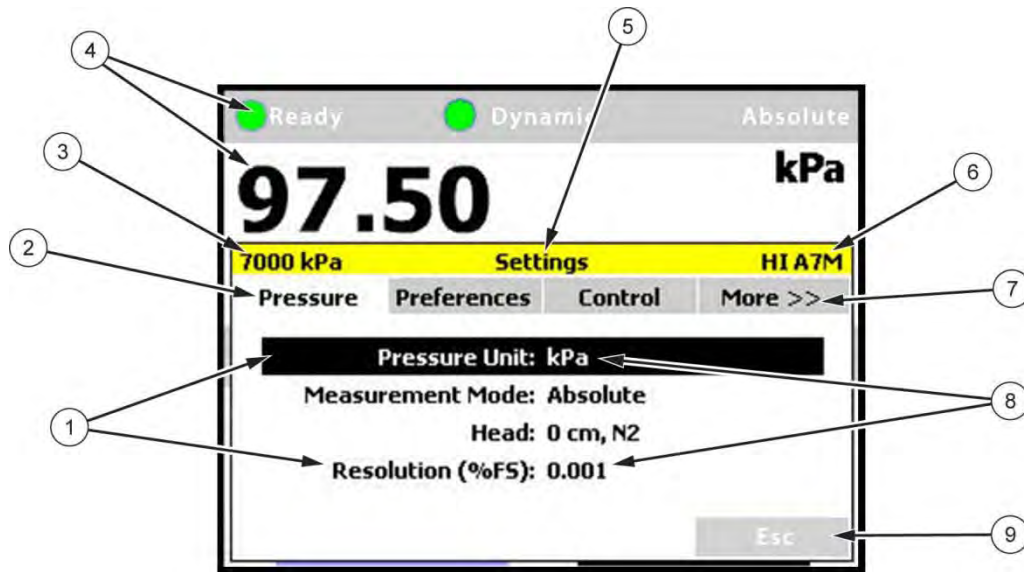 5
4
Ready Dynamic Absolute
3
97.50 kPa
6
2
7000 kPa Settings HI A7M
Pressure Preferences Control More >>
7
Pressure Unit: kPa
Measurement Mode: Absolute
8
1
Head: 0 cm, N2
Resolution (%FS): 0.001
Esc
9